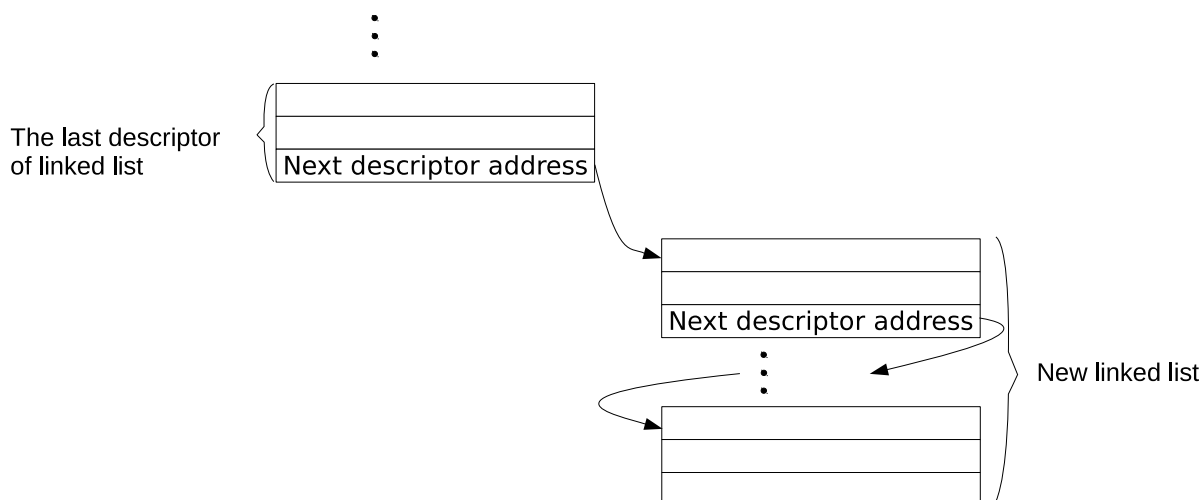 The last descriptor
of linked list
Next descriptor address
Next descriptor address
New linked list